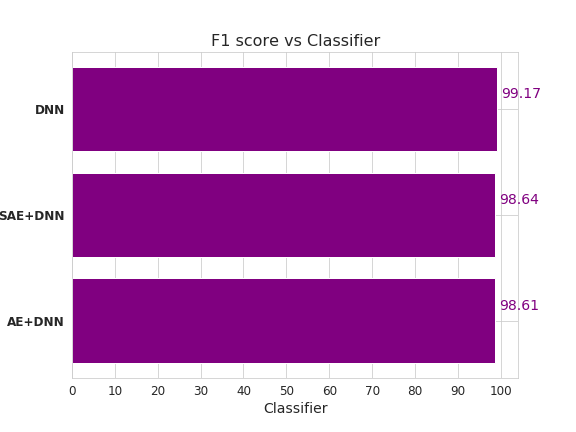 F1 score vs Classifier
DNN
99.17
SAE+DNN
98.64
AE+DNN
98.61
0 10 20 30 40 50 60 70 80 90 100
Classifier